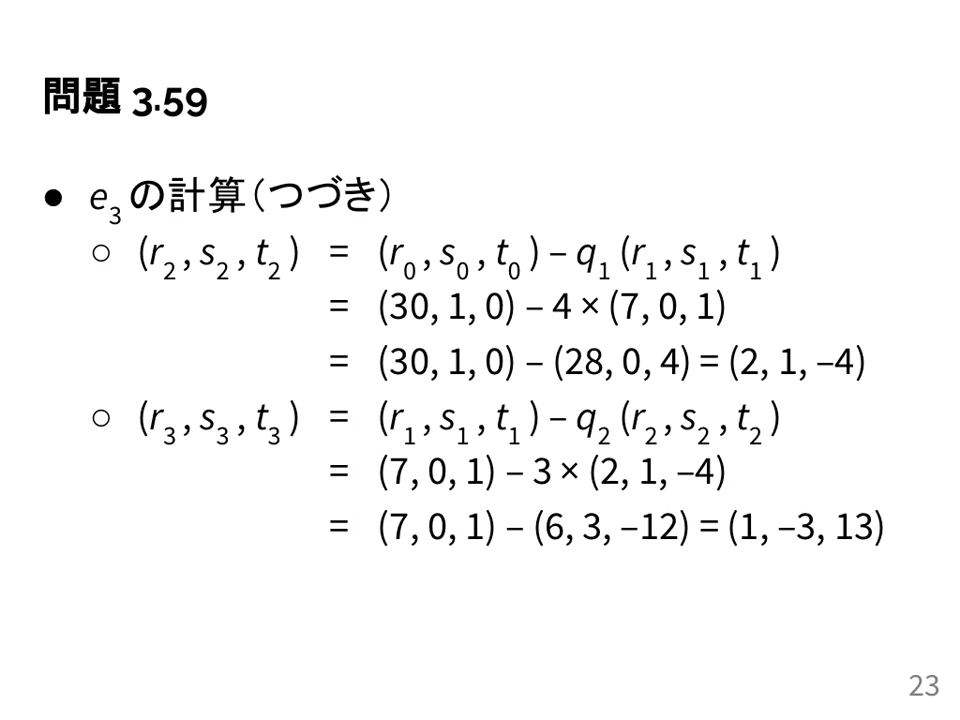 問題 3.59
● e₃ の計算（つづき）
○ (r₂ , s₂ , t₂ ) = (r₀ , s₀ , t₀ ) – q₁ (r₁ , s₁ , t₁ )
= (30, 1, 0) – 4 × (7, 0, 1)
= (30, 1, 0) – (28, 0, 4) = (2, 1, –4)
○ (r₃ , s₃ , t₃ ) = (r₁ , s₁ , t₁ ) – q₂ (r₂ , s₂ , t₂ )
= (7, 0, 1) – 3 × (2, 1, –4)
= (7, 0, 1) – (6, 3, –12) = (1, –3, 13)
23